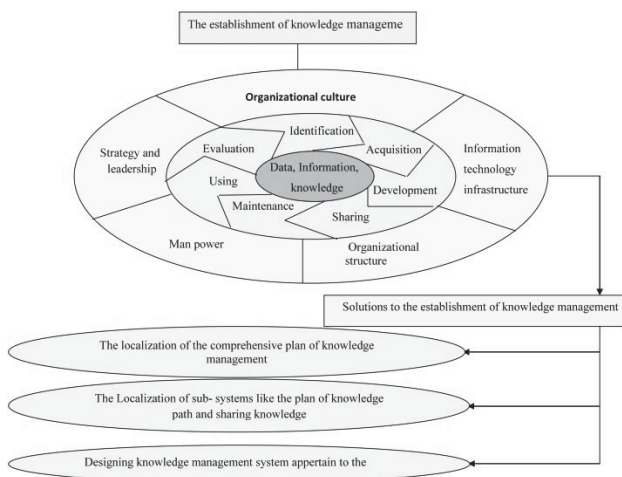 The establishment of knowledge manageme
Organizational culture
Identification
Evaluation
Acquisition
Strategy and
leadership
Information
technology
infrastructure
Data, Information,
knowledge
Using
Development
Maintenance
Sharing
Man power
Organizational
structure
Solutions to the establishment of knowledge management
The localization of the comprehensive plan of knowledge
management
The Localization of sub- systems like the plan of knowledge
path and sharing knowledge
Designing knowledge management system appertain to the